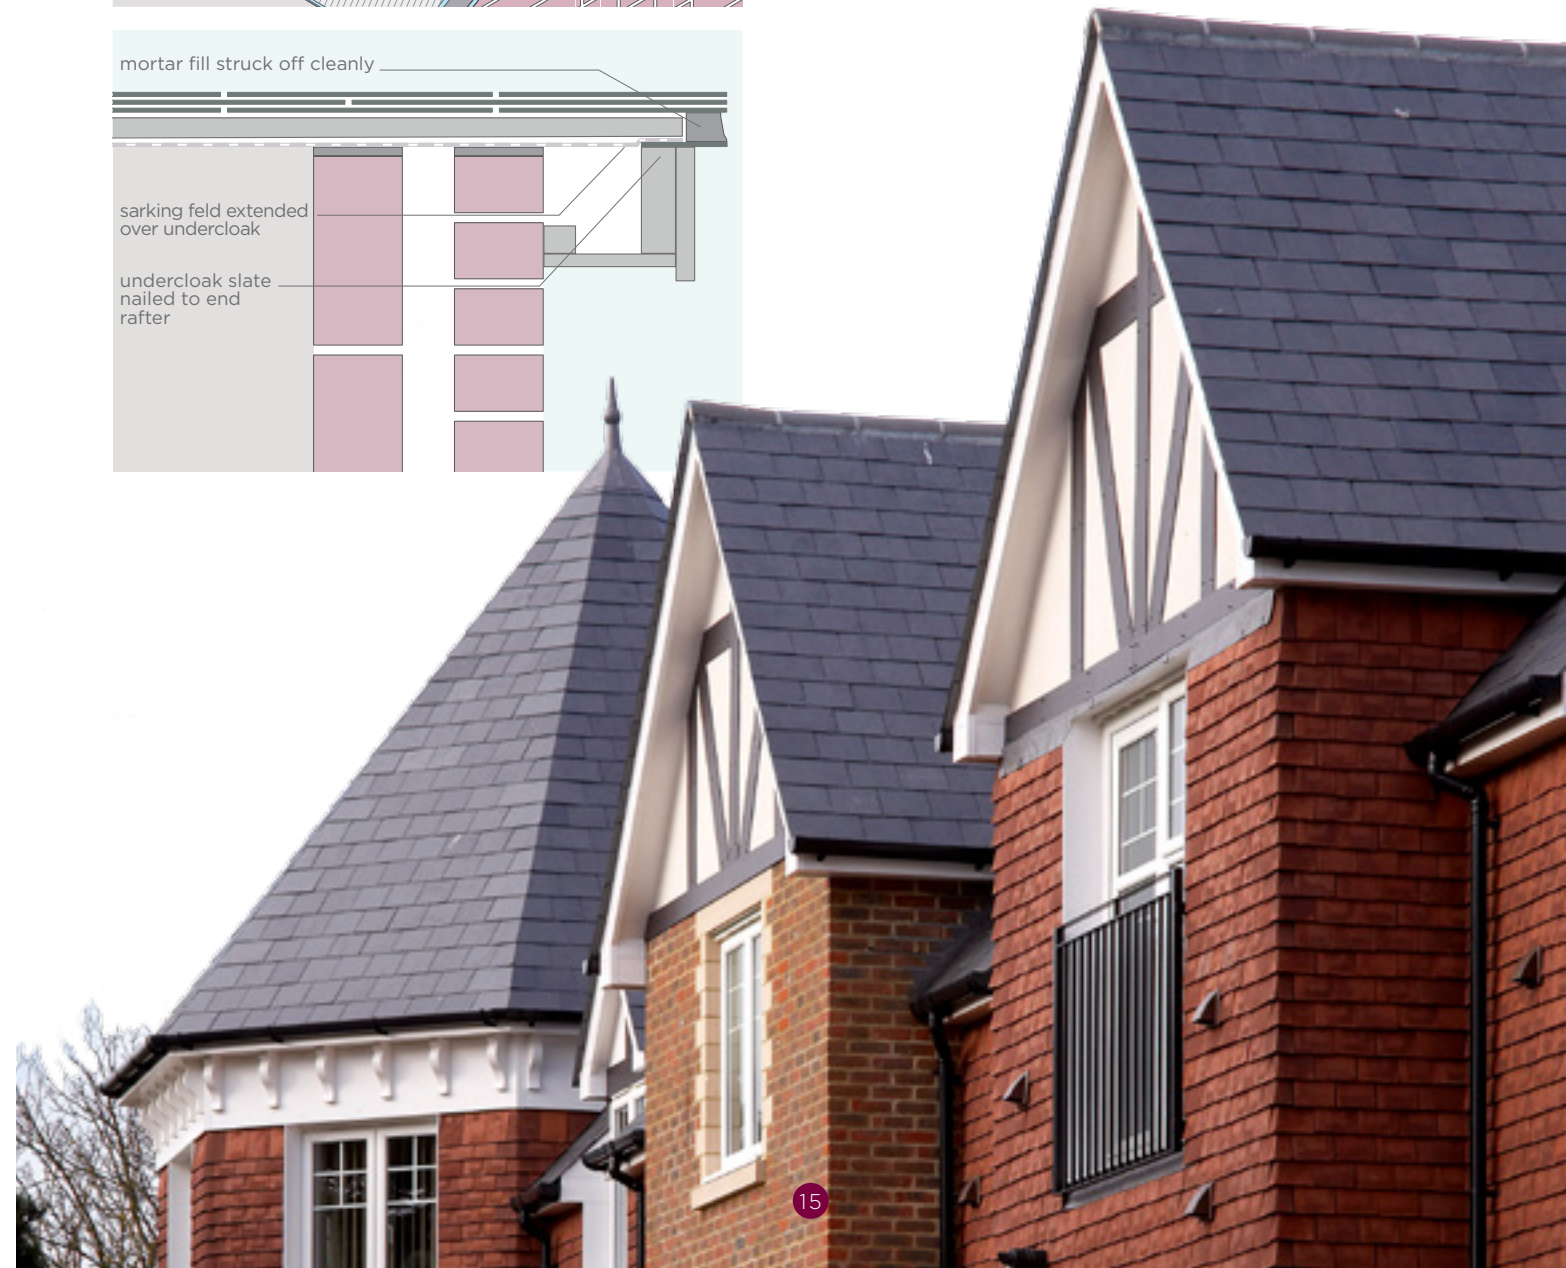 mortar fill struck off cleanly
sarking feld extended
over undercloak
undercloak slate
nailed to end
rafter
15